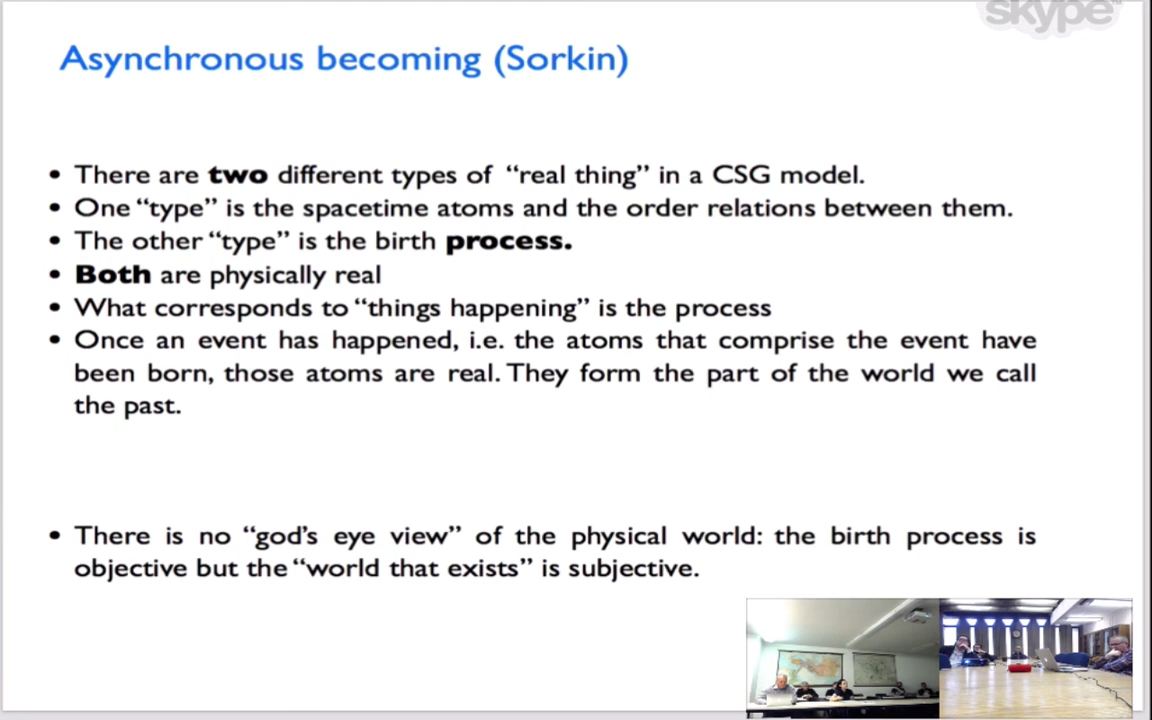 skype™
Asynchronous becoming (Sorkin)
• There are two different types of “real thing” in a CSG model.
• One “type” is the spacetime atoms and the order relations between them.
• The other “type” is the birth process.
• Both are physically real
• What corresponds to “things happening” is the process
• Once an event has happened, i.e. the atoms that comprise the event have
been born, those atoms are real. They form the part of the world we call
the past.
• There is no “god’s eye view” of the physical world: the birth process is
objective but the “world that exists” is subjective.